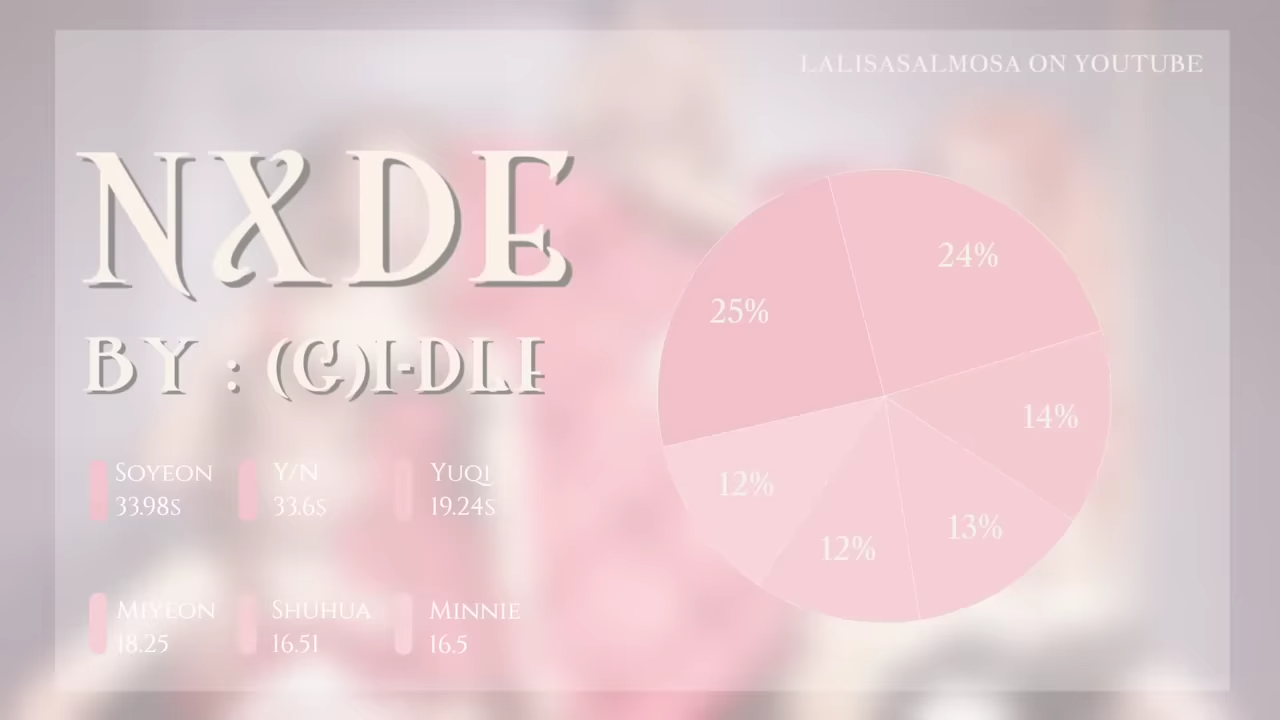 LALISASALMOSA ON YOUTUBE
NXDE
BY : (G)I-DLE
SOYEON
33.98S
Y/N
33.6S
YUQI
19.24S
MIYEON
18.25
SHUHUA
16.51
MINNIE
16.5
24%
25%
14%
12%
13%
12%